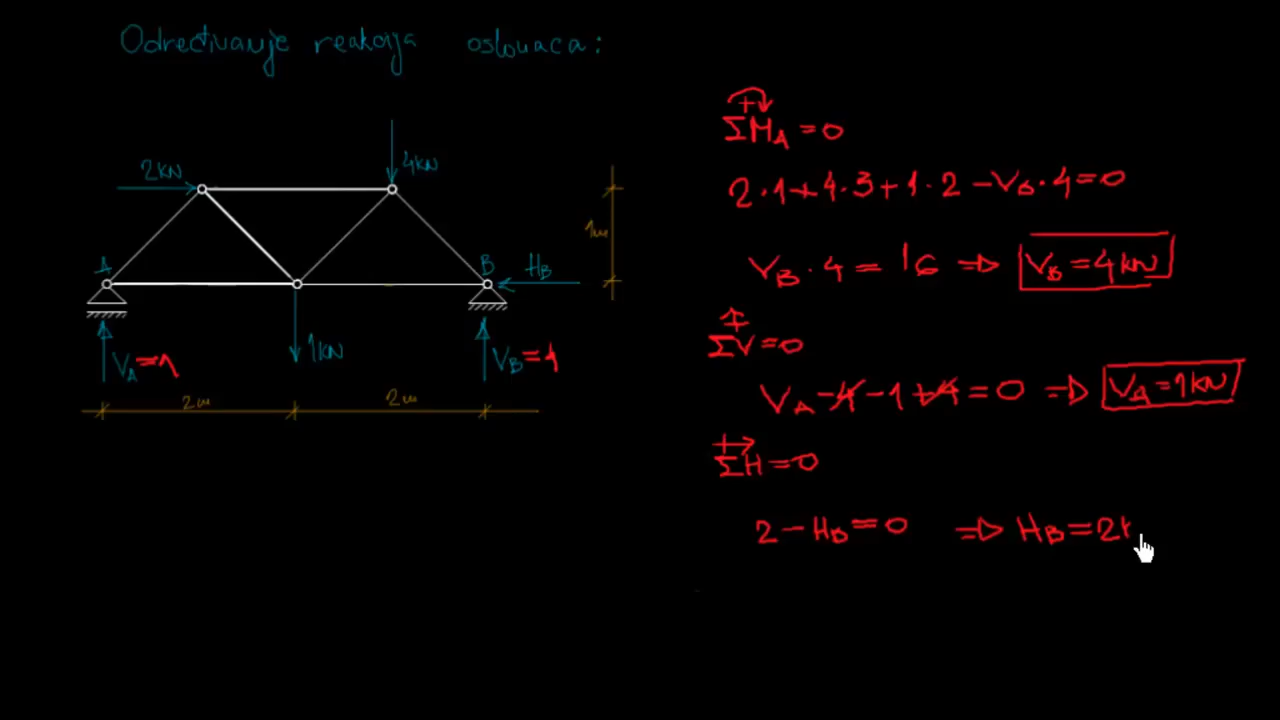 Određivanje reakcija oslonaca:
2kN
4kN
1m
A
B
H_B
1kN
V_A=1
V_B=1
2m
2m
+
ΣM_A=0
2·1+4·3+1·2-V_B·4=0
V_B·4=16 => V_B=4kN
+
ΣV=0
V_A-4-1+4=0 => V_A=1kN
+
ΣH=0
2-H_B=0 => H_B=2k